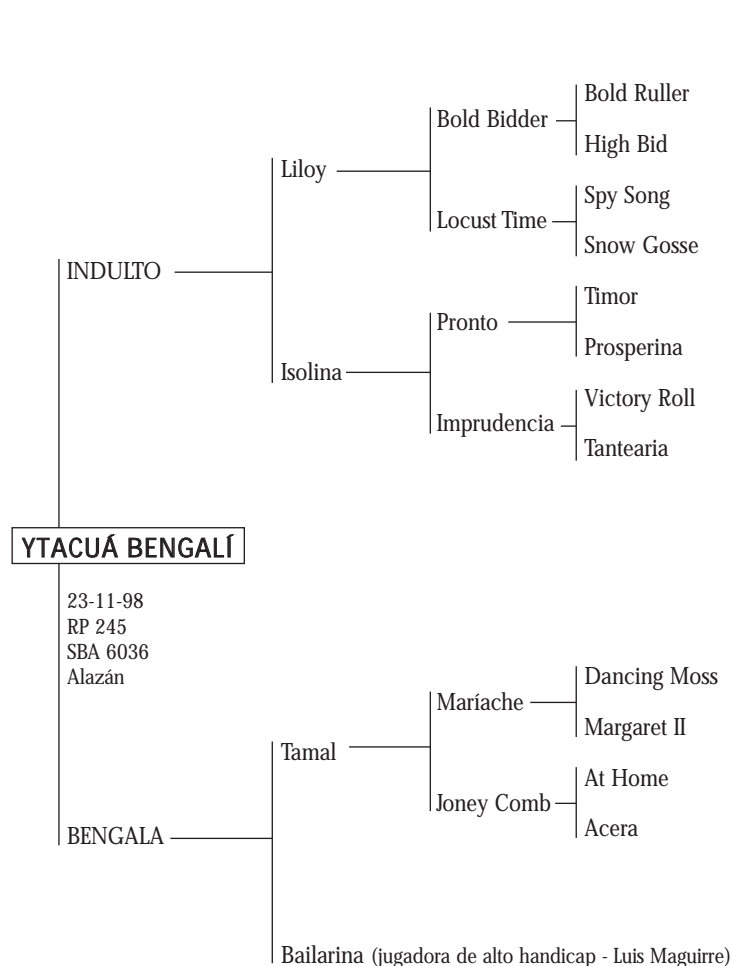 Bold Ruller
Bold Bidder
High Bid
Liloy
Spy Song
Locust Time
Snow Gosse
INDULTO
Timor
Pronto
Prosperina
Isolina
Victory Roll
Imprudencia
Tantearia
YTACUÁ BENGALÍ
23-11-98
RP 245
SBA 6036
Alazán
Dancing Moss
Maríache
Margaret II
Tamal
At Home
Joney Comb
Acera
BENGALA
Bailarina (jugadora de alto handicap - Luis Maguirre)